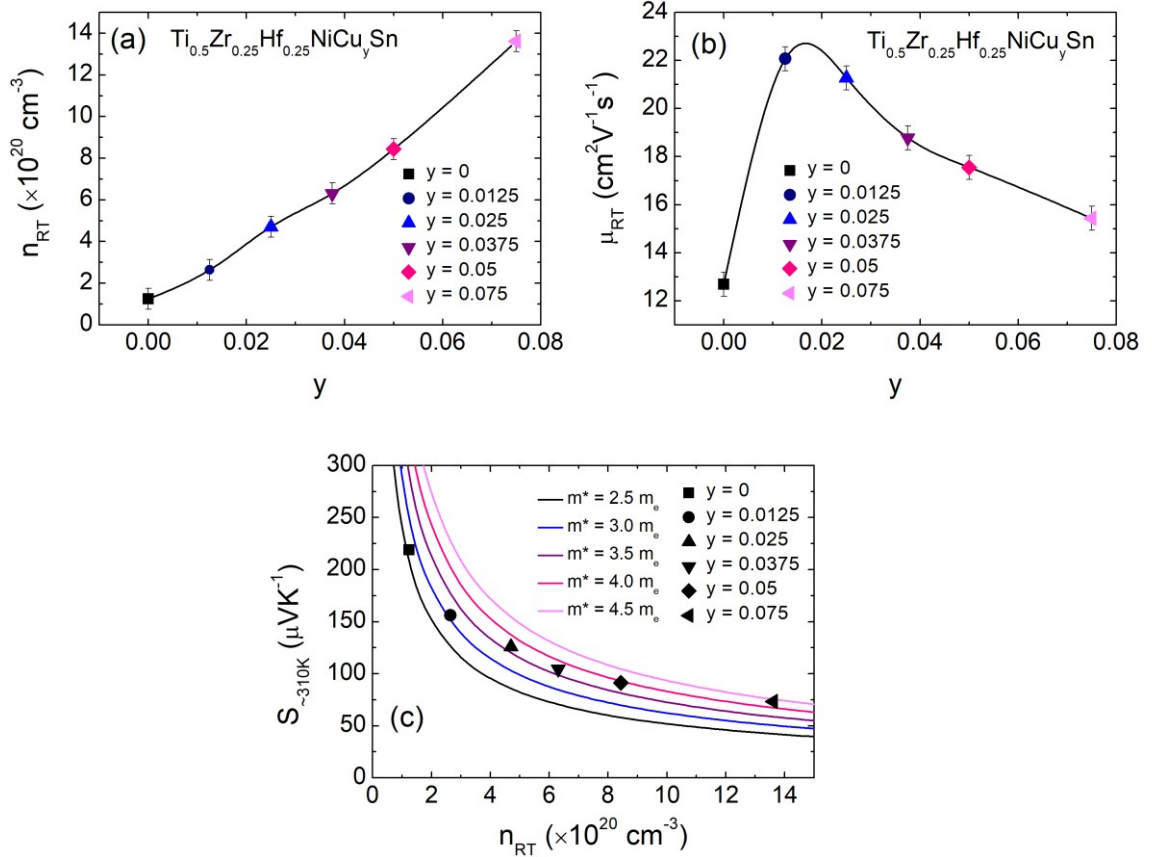 (a) Ti0.5Zr0.25Hf0.25NiCuySn
nRT (×10^20 cm^-3)
14
12
10
8
6
4
2
0
y = 0
y = 0.0125
y = 0.025
y = 0.0375
y = 0.05
y = 0.075
0.00 0.02 0.04 0.06 0.08
y
(b) Ti0.5Zr0.25Hf0.25NiCuySn
μRT (cm^2V^-1s^-1)
24
22
20
18
16
14
12
y = 0
y = 0.0125
y = 0.025
y = 0.0375
y = 0.05
y = 0.075
0.00 0.02 0.04 0.06 0.08
y
S~310K (μVK^-1)
300
250
200
150
100
50
0
m* = 2.5 me
m* = 3.0 me
m* = 3.5 me
m* = 4.0 me
m* = 4.5 me
y = 0
y = 0.0125
y = 0.025
y = 0.0375
y = 0.05
y = 0.075
(c)
0 2 4 6 8 10 12 14
nRT (×10^20 cm^-3)